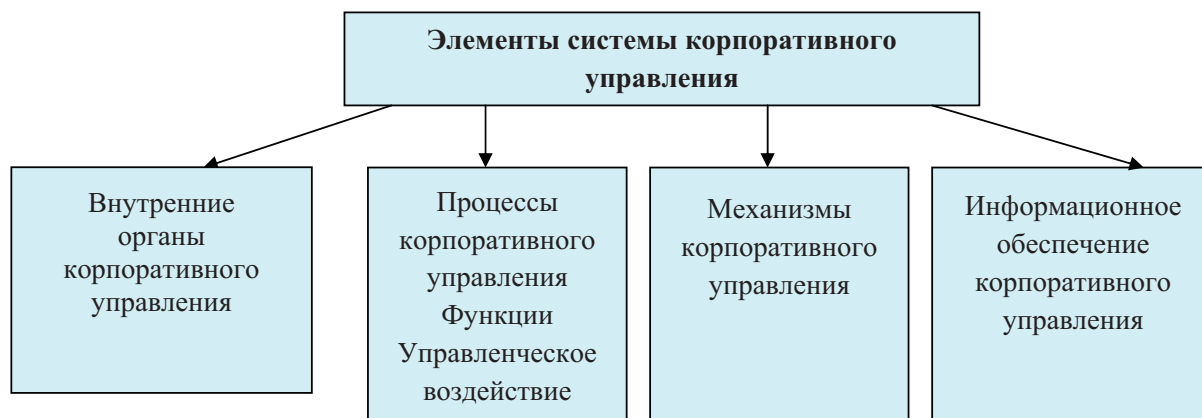 Элементы системы корпоративного
управления
Внутренние
органы
корпоративного
управления
Процессы
корпоративного
управления
Функции
Управленческое
воздействие
Механизмы
корпоративного
управления
Информационное
обеспечение
корпоративного
управления